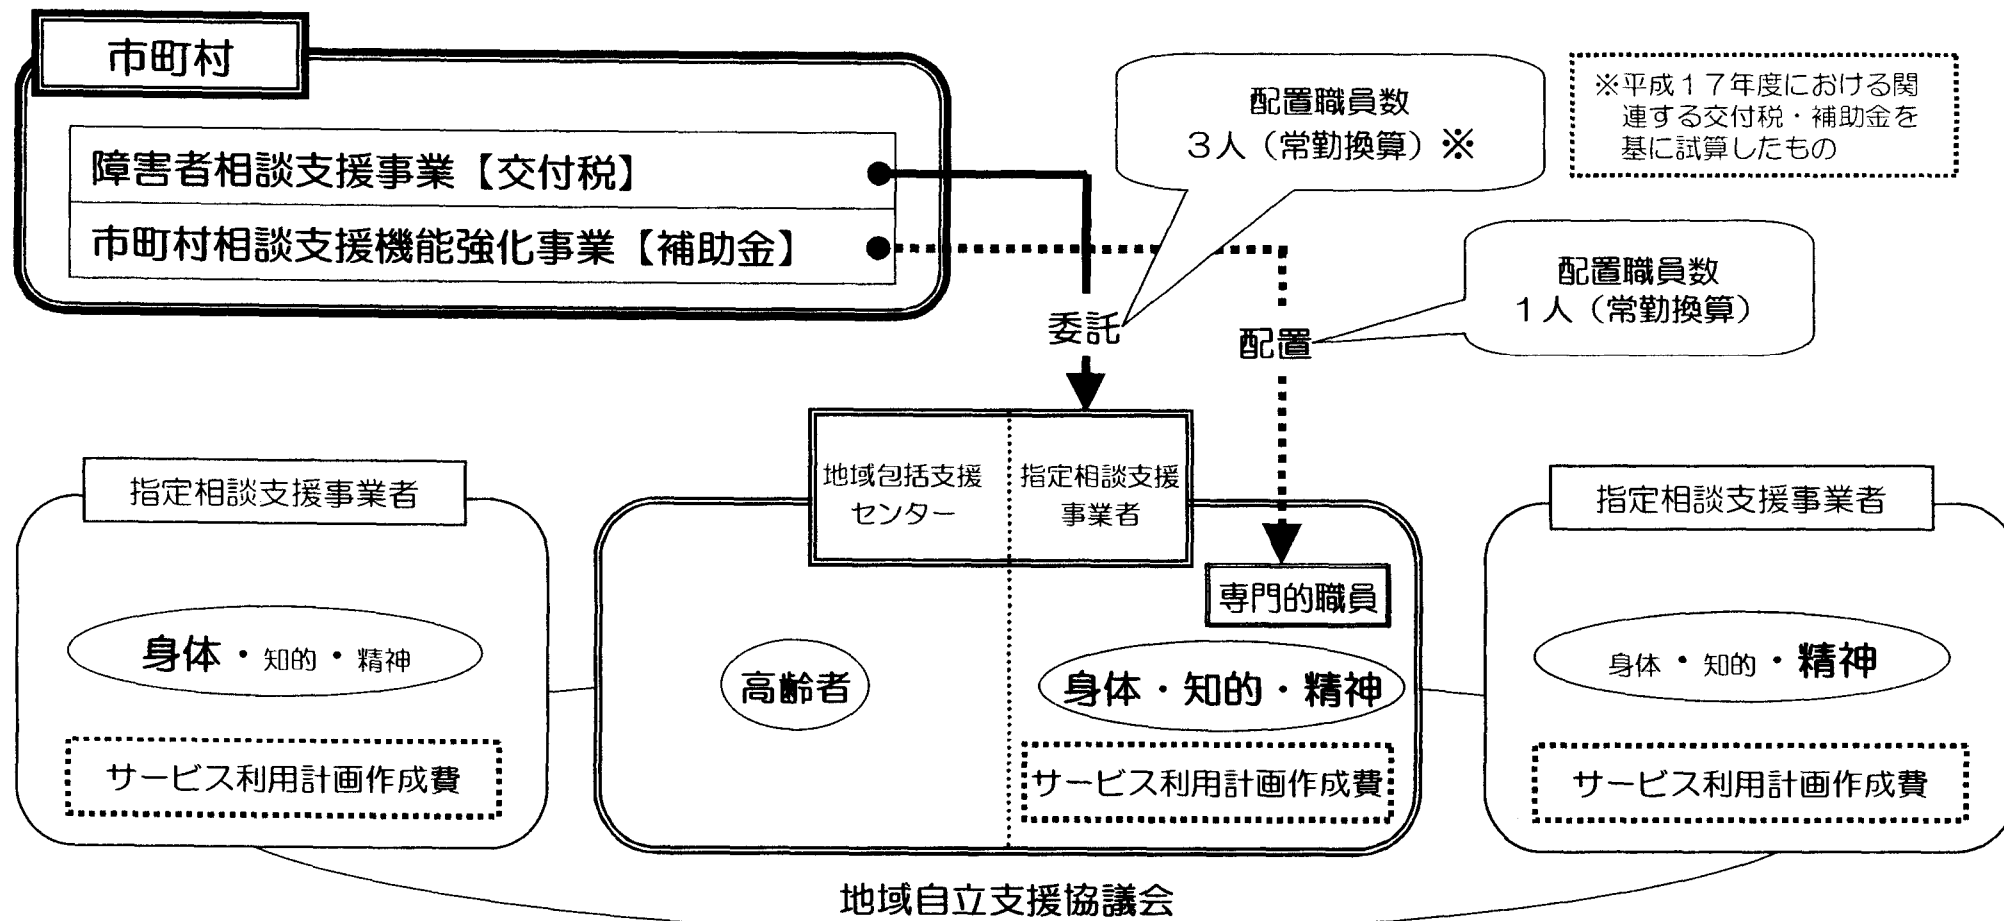 市町村
障害者相談支援事業【交付税】
市町村相談支援機能強化事業【補助金】
配置職員数
3人（常勤換算）※
※平成17年度における関
連する交付税・補助金を
基に試算したもの
配置職員数
1人（常勤換算）
委託
配置
指定相談支援事業者
地域包括支援
センター
指定相談支援
事業者
指定相談支援事業者
専門的職員
身体・知的・精神
高齢者
身体・知的・精神
身体・知的・精神
サービス利用計画作成費
サービス利用計画作成費
サービス利用計画作成費
地域自立支援協議会